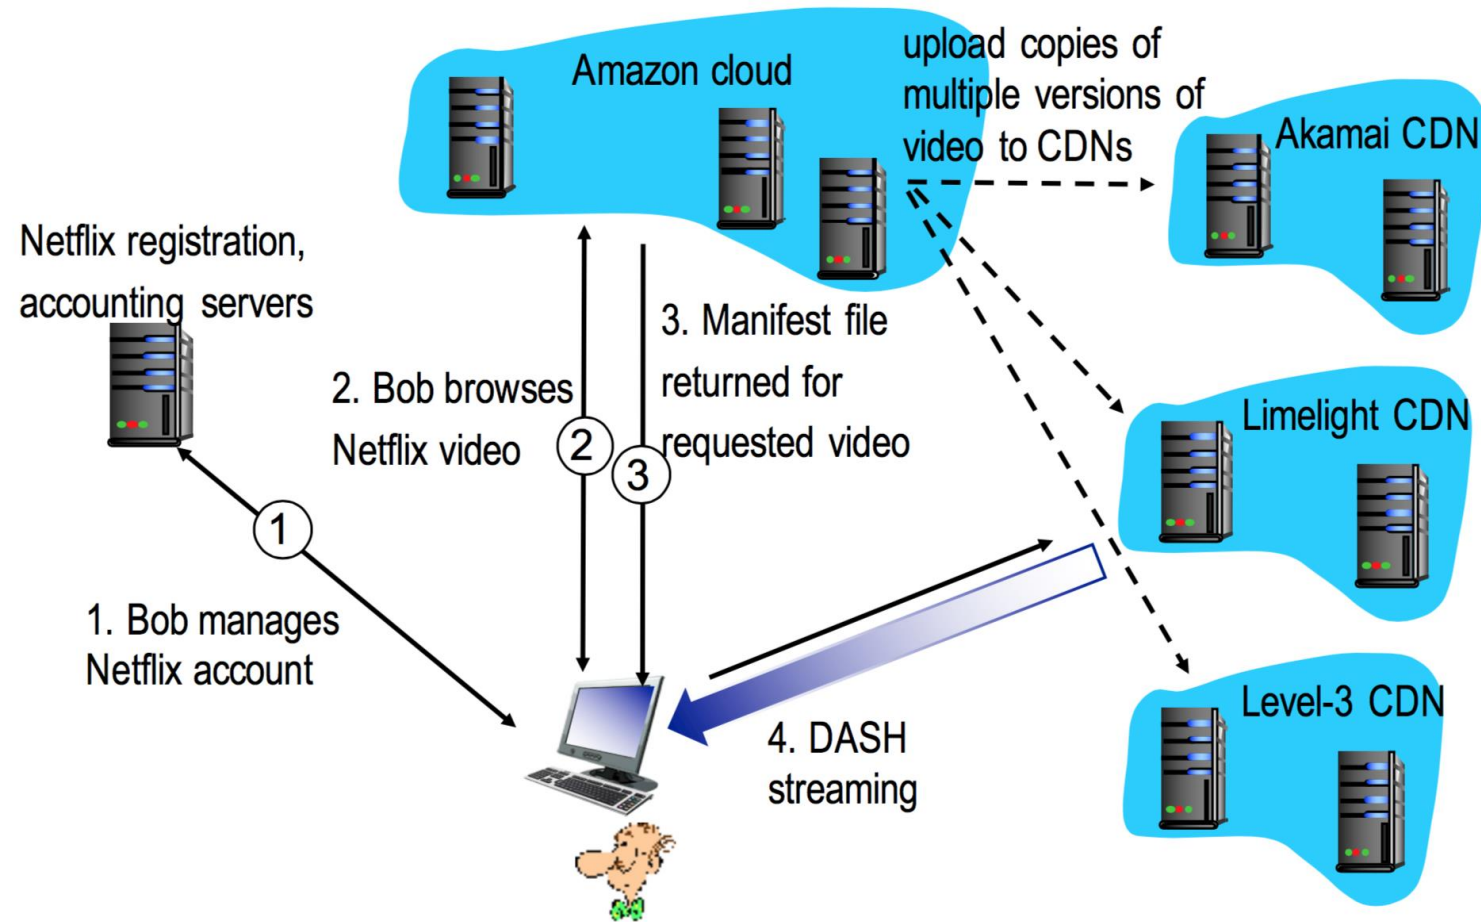 Amazon cloud
upload copies of
multiple versions of
video to CDNs
Akamai CDN
Netflix registration,
accounting servers
3. Manifest file
returned for
requested video
2. Bob browses
Netflix video
2
3
Limelight CDN
1
1. Bob manages
Netflix account
4. DASH
streaming
Level-3 CDN